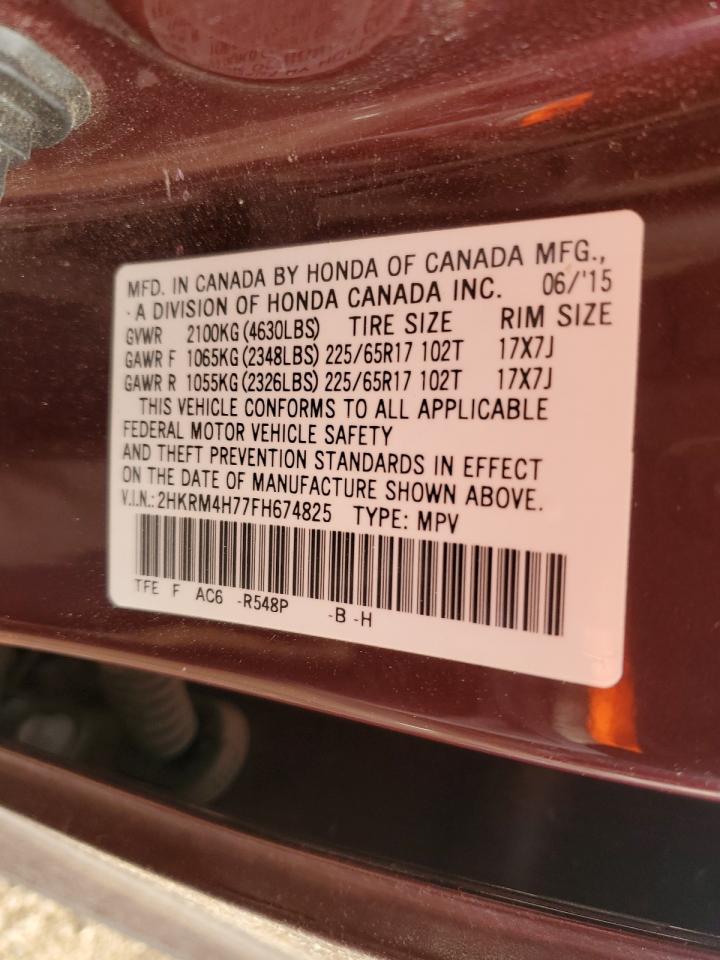 MFD. IN CANADA BY HONDA OF CANADA MFG.,
A DIVISION OF HONDA CANADA INC. 06/'15
GVWR 2100KG (4630LBS) TIRE SIZE RIM SIZE
GAWR F 1065KG (2348LBS) 225/65R17 102T 17X7J
GAWR R 1055KG (2326LBS) 225/65R17 102T 17X7J
THIS VEHICLE CONFORMS TO ALL APPLICABLE
FEDERAL MOTOR VEHICLE SAFETY
AND THEFT PREVENTION STANDARDS IN EFFECT
ON THE DATE OF MANUFACTURE SHOWN ABOVE.
V.I.N.: 2HKRM4H77FH674825 TYPE: MPV
TFE F AC6 -R548P -B -H